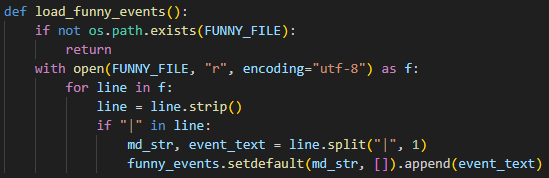 def load_funny_events():
    if not os.path.exists(FUNNY_FILE):
        return
    with open(FUNNY_FILE, "r", encoding="utf-8") as f:
        for line in f:
            line = line.strip()
            if "|" in line:
                md_str, event_text = line.split("|", 1)
                funny_events.setdefault(md_str, []).append(event_text)